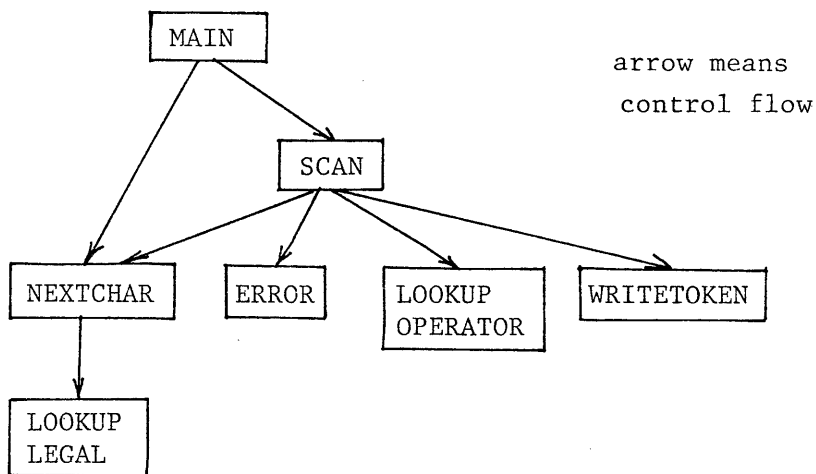 MAIN
arrow means
control flow
SCAN
NEXTCHAR
ERROR
LOOKUP
OPERATOR
WRITETOKEN
LOOKUP
LEGAL